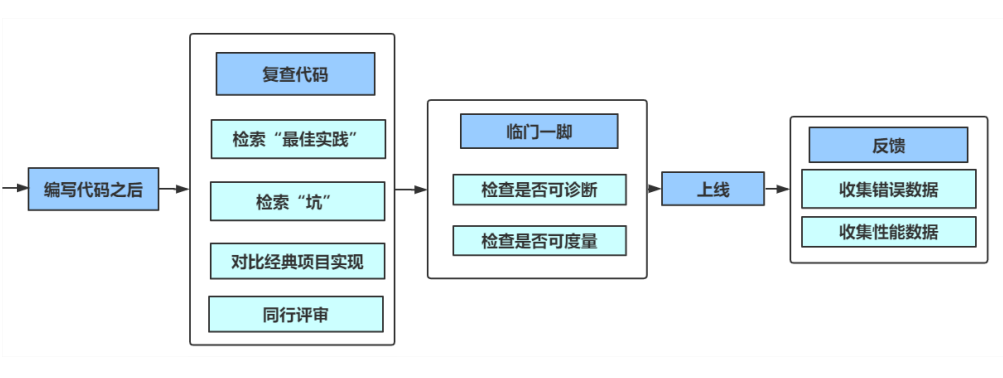 编写代码之后
复查代码
检索“最佳实践”
检索“坑”
对比经典项目实现
同行评审
临门一脚
检查是否可诊断
检查是否可度量
上线
反馈
收集错误数据
收集性能数据